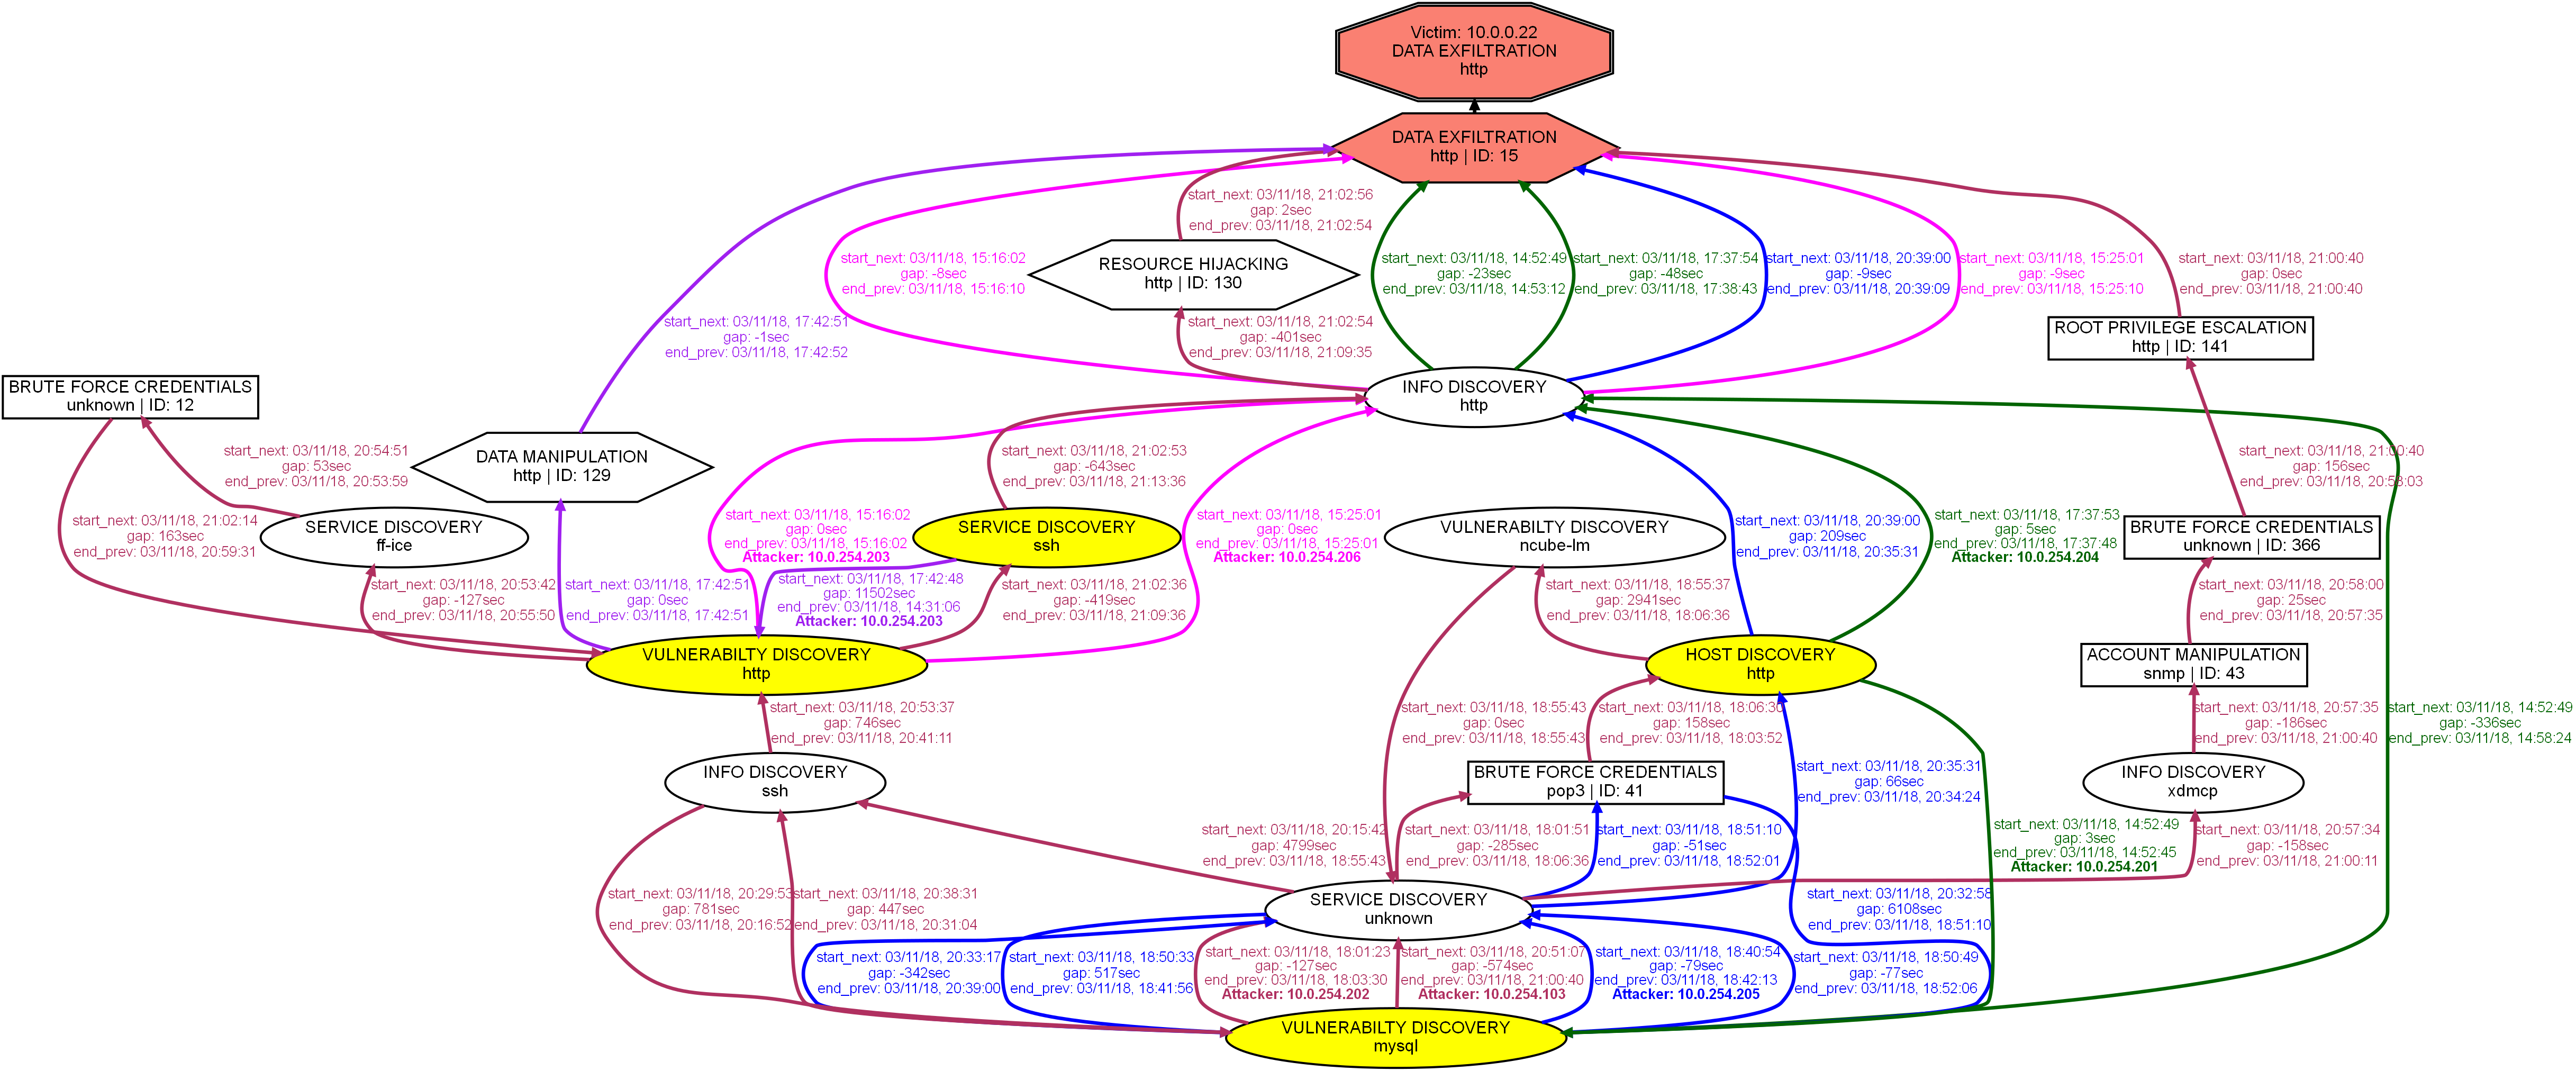 Victim: 10.0.0.22
DATA EXFILTRATION
http
DATA EXFILTRATION
http | ID: 15
start_next: 03/11/18, 21:02:56
gap: 2sec
end_prev: 03/11/18, 21:02:54
start_next: 03/11/18, 15:16:02
gap: -8sec
end_prev: 03/11/18, 15:16:10
RESOURCE HIJACKING
http | ID: 130
start_next: 03/11/18, 14:52:49
gap: -23sec
end_prev: 03/11/18, 14:53:12
start_next: 03/11/18, 17:37:54
gap: -48sec
end_prev: 03/11/18, 17:38:43
start_next: 03/11/18, 20:39:00
gap: -9sec
end_prev: 03/11/18, 20:39:09
start_next: 03/11/18, 15:25:01
gap: -9sec
end_prev: 03/11/18, 15:25:10
start_next: 03/11/18, 21:00:40
gap: 0sec
end_prev: 03/11/18, 21:00:40
start_next: 03/11/18, 17:42:51
gap: -1sec
end_prev: 03/11/18, 17:42:52
start_next: 03/11/18, 21:02:54
gap: -401sec
end_prev: 03/11/18, 21:09:35
ROOT PRIVILEGE ESCALATION
http | ID: 141
BRUTE FORCE CREDENTIALS
unknown | ID: 12
INFO DISCOVERY
http
start_next: 03/11/18, 20:54:51
gap: 53sec
end_prev: 03/11/18, 20:53:59
DATA MANIPULATION
http | ID: 129
start_next: 03/11/18, 21:02:53
gap: -643sec
end_prev: 03/11/18, 21:13:36
start_next: 03/11/18, 21:00:40
gap: 156sec
end_prev: 03/11/18, 20:58:03
start_next: 03/11/18, 21:02:14
gap: 163sec
end_prev: 03/11/18, 20:59:31
SERVICE DISCOVERY
ff-ice
start_next: 03/11/18, 15:16:02
gap: 0sec
end_prev: 03/11/18, 15:16:02
Attacker: 10.0.254.203
SERVICE DISCOVERY
ssh
start_next: 03/11/18, 15:25:01
gap: 0sec
end_prev: 03/11/18, 15:25:01
Attacker: 10.0.254.206
VULNERABILTY DISCOVERY
ncube-lm
start_next: 03/11/18, 20:39:00
gap: 209sec
end_prev: 03/11/18, 20:35:31
start_next: 03/11/18, 17:37:53
gap: 5sec
end_prev: 03/11/18, 17:37:48
Attacker: 10.0.254.204
BRUTE FORCE CREDENTIALS
unknown | ID: 366
start_next: 03/11/18, 20:53:42
gap: -127sec
end_prev: 03/11/18, 20:55:50
start_next: 03/11/18, 17:42:51
gap: 0sec
end_prev: 03/11/18, 17:42:51
start_next: 03/11/18, 17:42:48
gap: 11502sec
end_prev: 03/11/18, 14:31:06
Attacker: 10.0.254.203
start_next: 03/11/18, 21:02:36
gap: -419sec
end_prev: 03/11/18, 21:09:36
start_next: 03/11/18, 18:55:37
gap: 2941sec
end_prev: 03/11/18, 18:06:36
start_next: 03/11/18, 20:58:00
gap: 25sec
end_prev: 03/11/18, 20:57:35
VULNERABILTY DISCOVERY
http
HOST DISCOVERY
http
ACCOUNT MANIPULATION
snmp | ID: 43
start_next: 03/11/18, 20:53:37
gap: 746sec
end_prev: 03/11/18, 20:41:11
start_next: 03/11/18, 18:55:43
gap: 0sec
end_prev: 03/11/18, 18:55:43
start_next: 03/11/18, 18:06:30
gap: 158sec
end_prev: 03/11/18, 18:03:52
start_next: 03/11/18, 20:57:35
gap: -186sec
end_prev: 03/11/18, 21:00:40
start_next: 03/11/18, 14:52:49
gap: -336sec
end_prev: 03/11/18, 14:58:24
INFO DISCOVERY
ssh
BRUTE FORCE CREDENTIALS
pop3 | ID: 41
start_next: 03/11/18, 20:35:31
gap: 66sec
end_prev: 03/11/18, 20:34:24
INFO DISCOVERY
xdmcp
start_next: 03/11/18, 20:15:42
gap: 4799sec
end_prev: 03/11/18, 18:55:43
start_next: 03/11/18, 18:01:51
gap: -285sec
end_prev: 03/11/18, 18:06:36
start_next: 03/11/18, 18:51:10
gap: -51sec
end_prev: 03/11/18, 18:52:01
start_next: 03/11/18, 14:52:49
gap: 3sec
end_prev: 03/11/18, 14:52:45
Attacker: 10.0.254.201
start_next: 03/11/18, 20:57:34
gap: -158sec
end_prev: 03/11/18, 21:00:11
start_next: 03/11/18, 20:29:53
gap: 781sec
end_prev: 03/11/18, 20:16:52
start_next: 03/11/18, 20:38:31
gap: 447sec
end_prev: 03/11/18, 20:31:04
SERVICE DISCOVERY
unknown
start_next: 03/11/18, 20:32:58
gap: 6108sec
end_prev: 03/11/18, 18:51:10
start_next: 03/11/18, 20:33:17
gap: -342sec
end_prev: 03/11/18, 20:39:00
start_next: 03/11/18, 18:50:33
gap: 517sec
end_prev: 03/11/18, 18:41:56
start_next: 03/11/18, 18:01:23
gap: -127sec
end_prev: 03/11/18, 18:03:30
Attacker: 10.0.254.202
start_next: 03/11/18, 20:51:07
gap: -574sec
end_prev: 03/11/18, 21:00:40
Attacker: 10.0.254.103
start_next: 03/11/18, 18:40:54
gap: -79sec
end_prev: 03/11/18, 18:42:13
Attacker: 10.0.254.205
start_next: 03/11/18, 18:50:49
gap: -77sec
end_prev: 03/11/18, 18:52:06
VULNERABILTY DISCOVERY
mysql